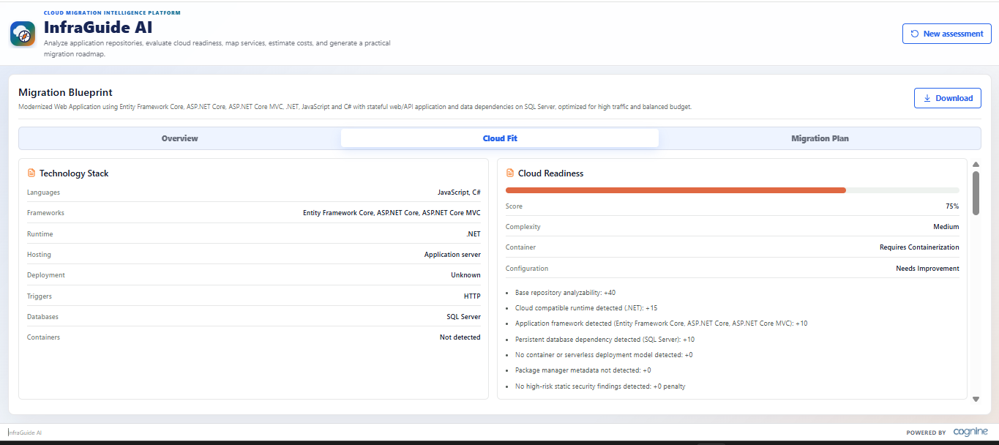 CLOUD MIGRATION INTELLIGENCE PLATFORM
InfraGuide AI
Analyze application repositories, evaluate cloud readiness, map services, estimate costs, and generate a practical
migration roadmap.
New assessment
Migration Blueprint
Modernized Web Application using Entity Framework Core, ASP.NET Core, ASP.NET Core MVC, .NET, JavaScript and C# with stateful web/API application and data dependencies on SQL Server, optimized for high traffic and balanced budget.
Download
Overview
Cloud Fit
Migration Plan
Technology Stack
Languages JavaScript, C#
Frameworks Entity Framework Core, ASP.NET Core, ASP.NET Core MVC
Runtime .NET
Hosting Application server
Deployment Unknown
Triggers HTTP
Databases SQL Server
Containers Not detected
Cloud Readiness
Score 75%
Complexity Medium
Container Requires Containerization
Configuration Needs Improvement
• Base repository analyzability: +40
• Cloud compatible runtime detected (.NET): +15
• Application framework detected (Entity Framework Core, ASP.NET Core, ASP.NET Core MVC): +10
• Persistent database dependency detected (SQL Server): +10
• No container or serverless deployment model detected: +0
• Package manager metadata not detected: +0
• No high-risk static security findings detected: +0 penalty
InfraGuide AI
POWERED BY cognine